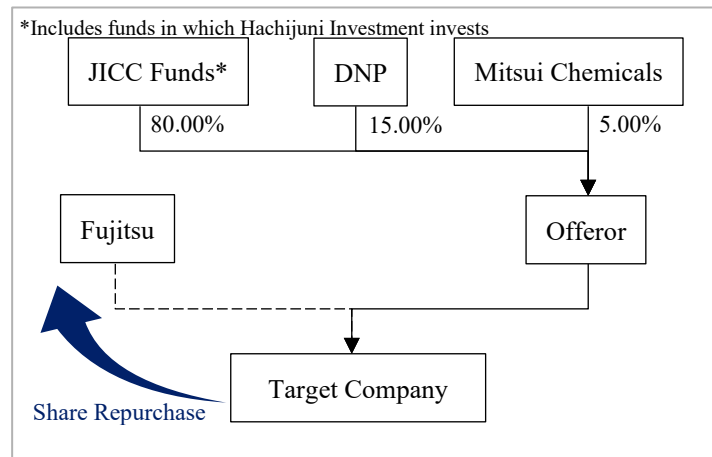 *Includes funds in which Hachijuni Investment invests
JICC Funds*
DNP
Mitsui Chemicals
80.00%
15.00%
5.00%
Fujitsu
Offeror
Target Company
Share Repurchase